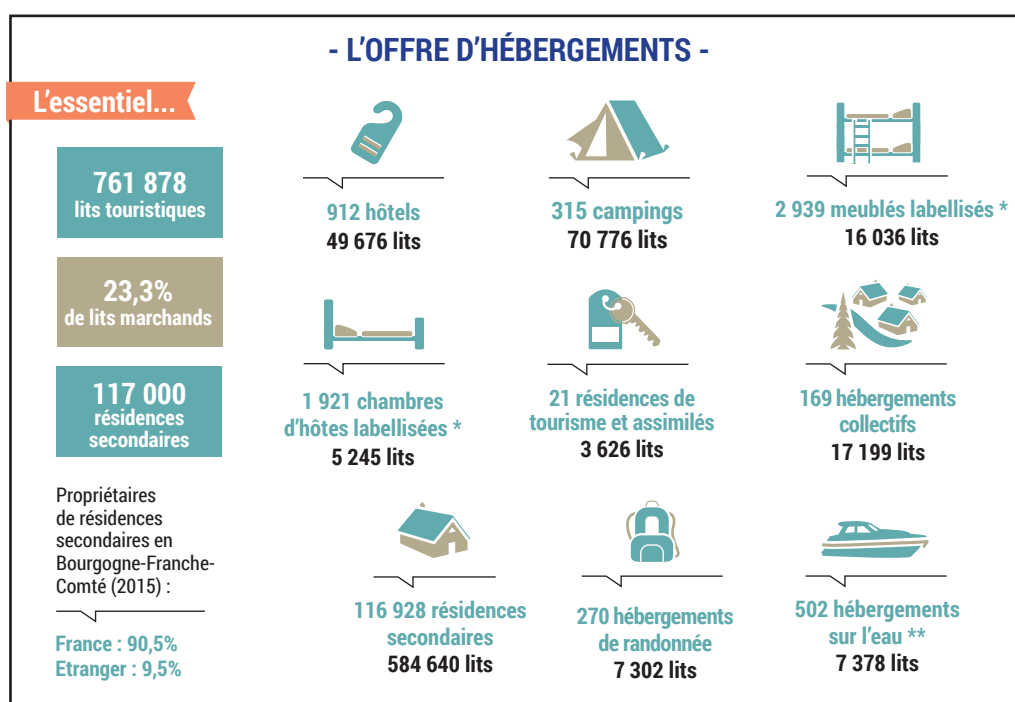 - L'OFFRE D'HÉBERGEMENTS -
L'essentiel...
761 878
lits touristiques
23,3%
de lits marchands
117 000
résidences
secondaires
Propriétaires
de résidences
secondaires en
Bourgogne-Franche-
Comté (2015) :
France : 90,5%
Etranger : 9,5%
912 hôtels
49 676 lits
315 campings
70 776 lits
2 939 meublés labellisés *
16 036 lits
1 921 chambres
d'hôtes labellisées *
5 245 lits
21 résidences de
tourisme et assimilés
3 626 lits
169 hébergements
collectifs
17 199 lits
116 928 résidences
secondaires
584 640 lits
270 hébergements
de randonnée
7 302 lits
502 hébergements
sur l'eau **
7 378 lits